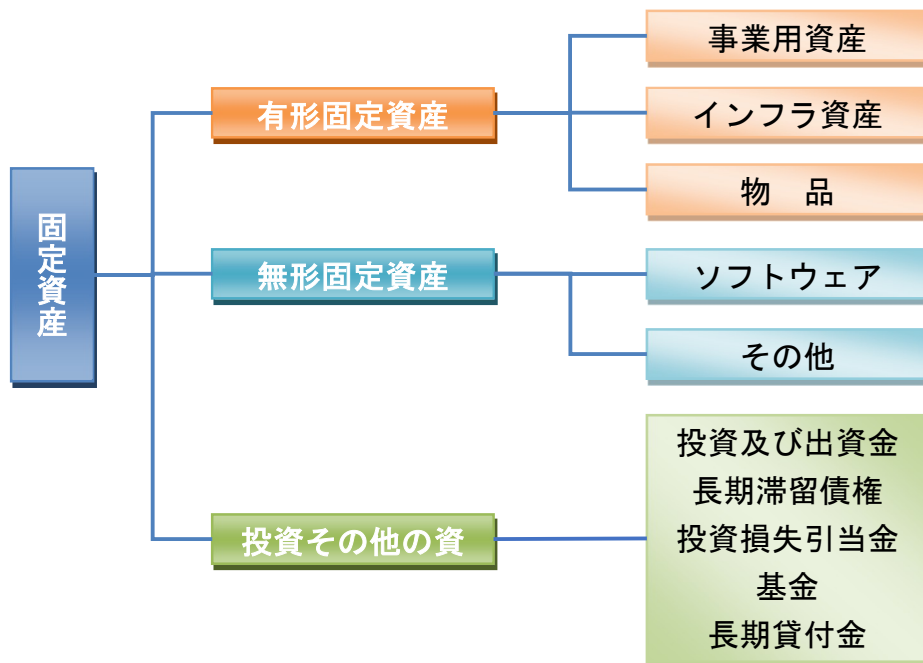 固定資産
有形固定資産
事業用資産
インフラ資産
物　品
無形固定資産
ソフトウェア
その他
投資その他の資
投資及び出資金
長期滞留債権
投資損失引当金
基金
長期貸付金